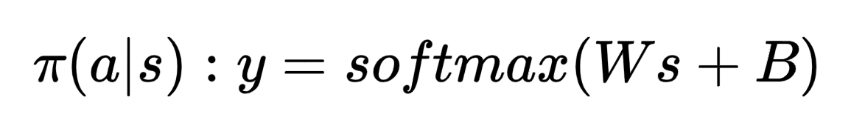 π(a|s) : y = softmax(Ws + B)